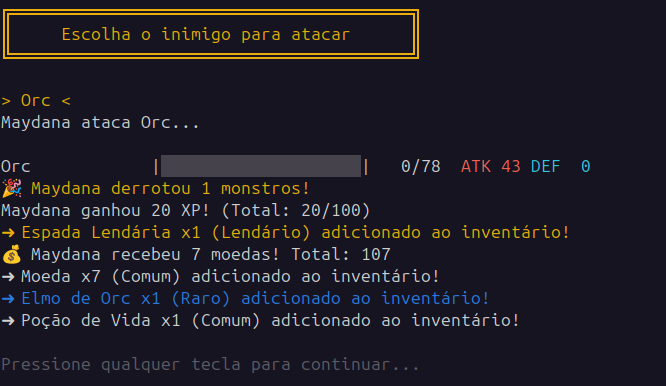 Escolha o inimigo para atacar
> Orc <
Maydana ataca Orc...
Orc | | 0/78 ATK 43 DEF 0
🎉 Maydana derrotou 1 monstros!
Maydana ganhou 20 XP! (Total: 20/100)
➜ Espada Lendária x1 (Lendário) adicionado ao inventário!
💰 Maydana recebeu 7 moedas! Total: 107
➜ Moeda x7 (Comum) adicionado ao inventário!
➜ Elmo de Orc x1 (Raro) adicionado ao inventário!
➜ Poção de Vida x1 (Comum) adicionado ao inventário!
Pressione qualquer tecla para continuar...